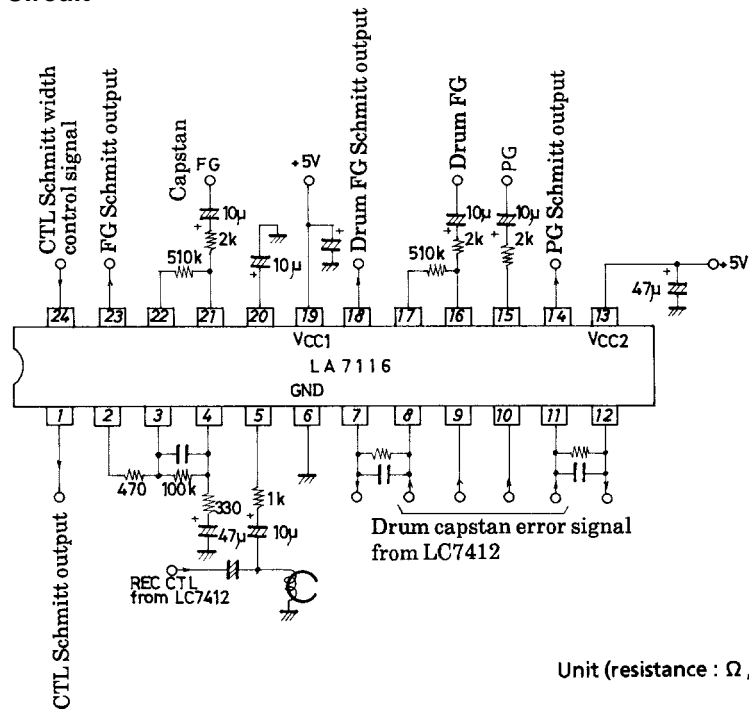 Circuit
CTL Schmitt width
control signal
FG Schmitt output
Capstan
FG
+5V
Drum FG Schmitt output
Drum FG
PG
PG Schmitt output
10μ
2k
510k
10μ
10μ
2k
510k
10μ
2k
+5V
47μ
24
23
22
21
20
19
18
17
16
15
14
13
VCC1
VCC2
LA7116
GND
1
2
3
4
5
6
7
8
9
10
11
12
470
100k
330
47μ
1k
10μ
REC CTL
from LC7412
CTL Schmitt output
Drum capstan error signal
from LC7412
Unit (resistance : Ω,